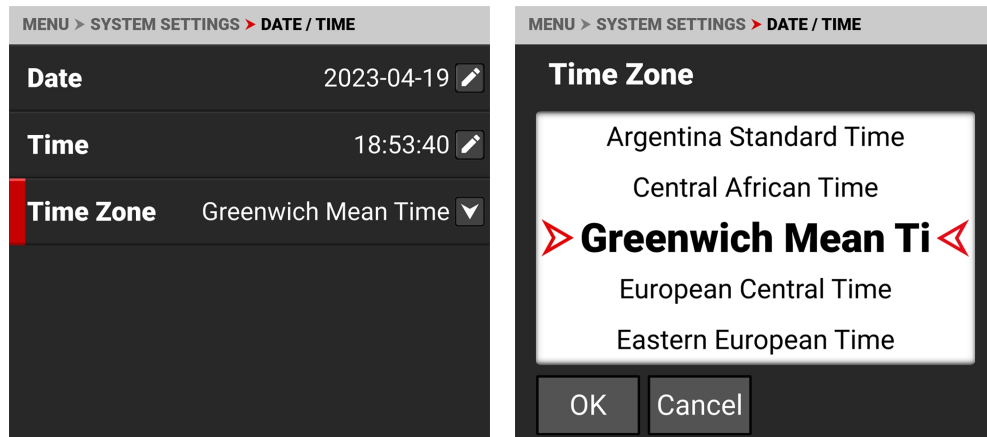 MENU > SYSTEM SETTINGS > DATE / TIME
Date 2023-04-19
Time 18:53:40
Time Zone Greenwich Mean Time
MENU > SYSTEM SETTINGS > DATE / TIME
Time Zone
Argentina Standard Time
Central African Time
Greenwich Mean Ti
European Central Time
Eastern European Time
OK Cancel